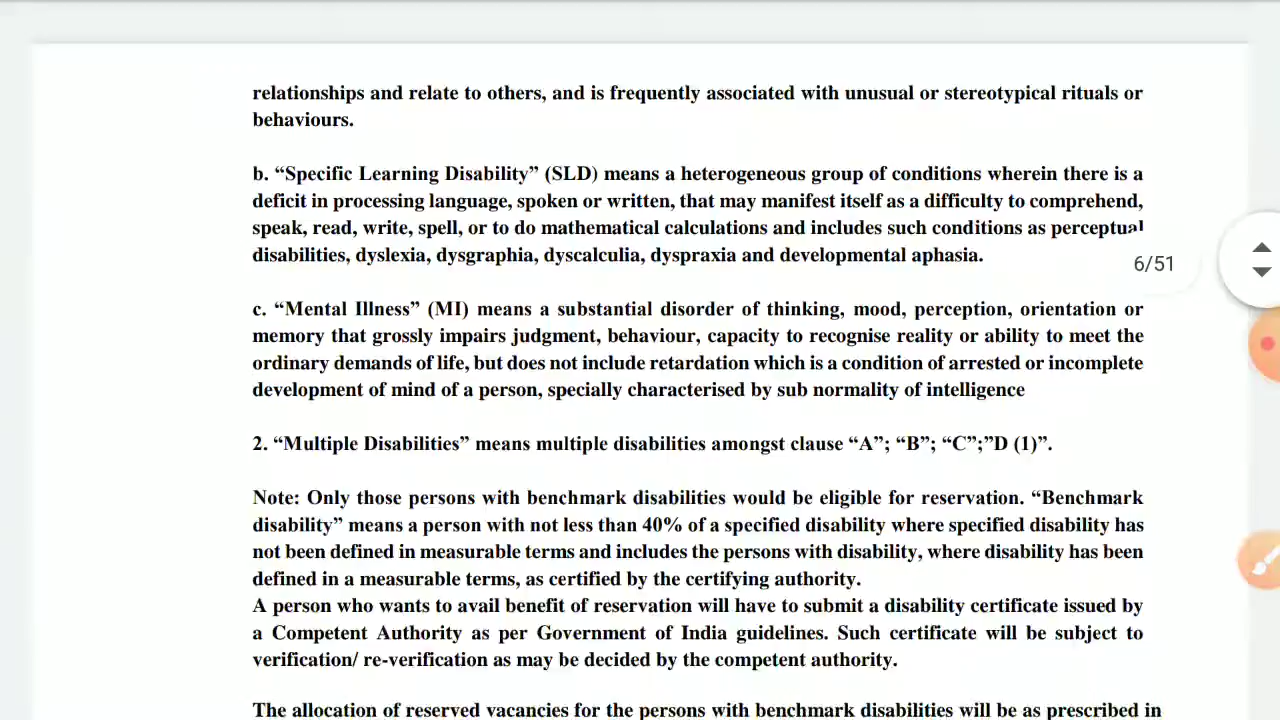 relationships and relate to others, and is frequently associated with unusual or stereotypical rituals or
behaviours.
b. “Specific Learning Disability” (SLD) means a heterogeneous group of conditions wherein there is a
deficit in processing language, spoken or written, that may manifest itself as a difficulty to comprehend,
speak, read, write, spell, or to do mathematical calculations and includes such conditions as perceptual
disabilities, dyslexia, dysgraphia, dyscalculia, dyspraxia and developmental aphasia.
6/51
c. “Mental Illness” (MI) means a substantial disorder of thinking, mood, perception, orientation or
memory that grossly impairs judgment, behaviour, capacity to recognise reality or ability to meet the
ordinary demands of life, but does not include retardation which is a condition of arrested or incomplete
development of mind of a person, specially characterised by sub normality of intelligence
2. “Multiple Disabilities” means multiple disabilities amongst clause “A”; “B”; “C”;”D (1)”.
Note: Only those persons with benchmark disabilities would be eligible for reservation. “Benchmark
disability” means a person with not less than 40% of a specified disability where specified disability has
not been defined in measurable terms and includes the persons with disability, where disability has been
defined in a measurable terms, as certified by the certifying authority.
A person who wants to avail benefit of reservation will have to submit a disability certificate issued by
a Competent Authority as per Government of India guidelines. Such certificate will be subject to
verification/ re-verification as may be decided by the competent authority.
The allocation of reserved vacancies for the persons with benchmark disabilities will be as prescribed in